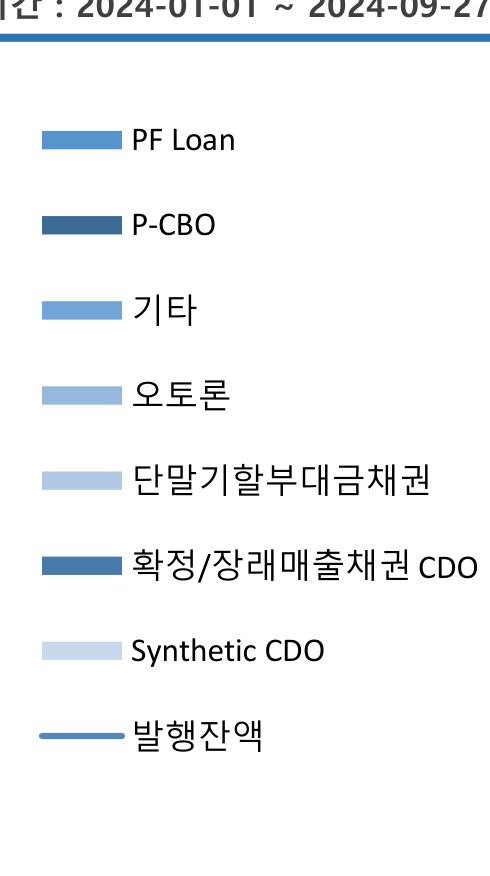 기간 : 2024-01-01 ~ 2024-09-27
PF Loan
P-CBO
기타
오토론
단말기할부대금채권
확정/장래매출채권 CDO
Synthetic CDO
발행잔액